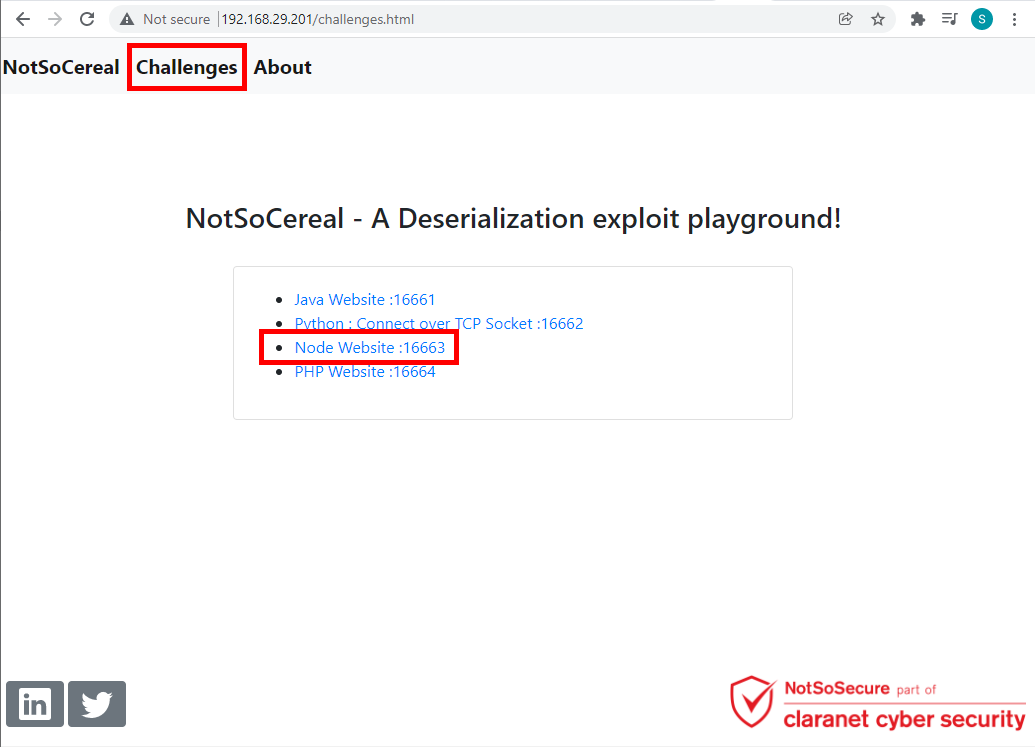 Not secure 192.168.29.201/challenges.html
S
NotSoCereal Challenges About
NotSoCereal - A Deserialization exploit playground!
Java Website :16661
Python : Connect over TCP Socket :16662
Node Website :16663
PHP Website :16664
in
NotSoSecure part of
claranet cyber security